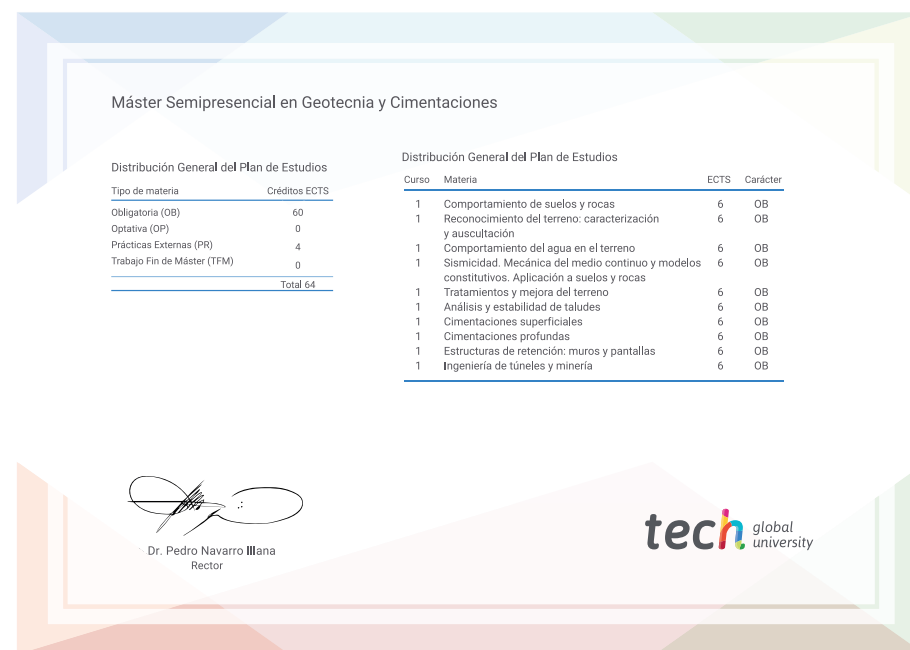 Máster Semipresencial en Geotecnia y Cimentaciones
Distribución General del Plan de Estudios
Tipo de materia Créditos ECTS
Obligatoria (OB) 60
Optativa (OP) 0
Prácticas Externas (PR) 4
Trabajo Fin de Máster (TFM) 0
Total 64
Distribución General del Plan de Estudios
Curso Materia ECTS Carácter
1 Comportamiento de suelos y rocas 6 OB
1 Reconocimiento del terreno: caracterización 6 OB
y auscultación
1 Comportamiento del agua en el terreno 6 OB
1 Sismicidad. Mecánica del medio continuo y modelos 6 OB
constitutivos. Aplicación a suelos y rocas
1 Tratamientos y mejora del terreno 6 OB
1 Análisis y estabilidad de taludes 6 OB
1 Cimentaciones superficiales 6 OB
1 Cimentaciones profundas 6 OB
1 Estructuras de retención: muros y pantallas 6 OB
1 Ingeniería de túneles y minería 6 OB
Dr. Pedro Navarro Illana
Rector
tech global
university